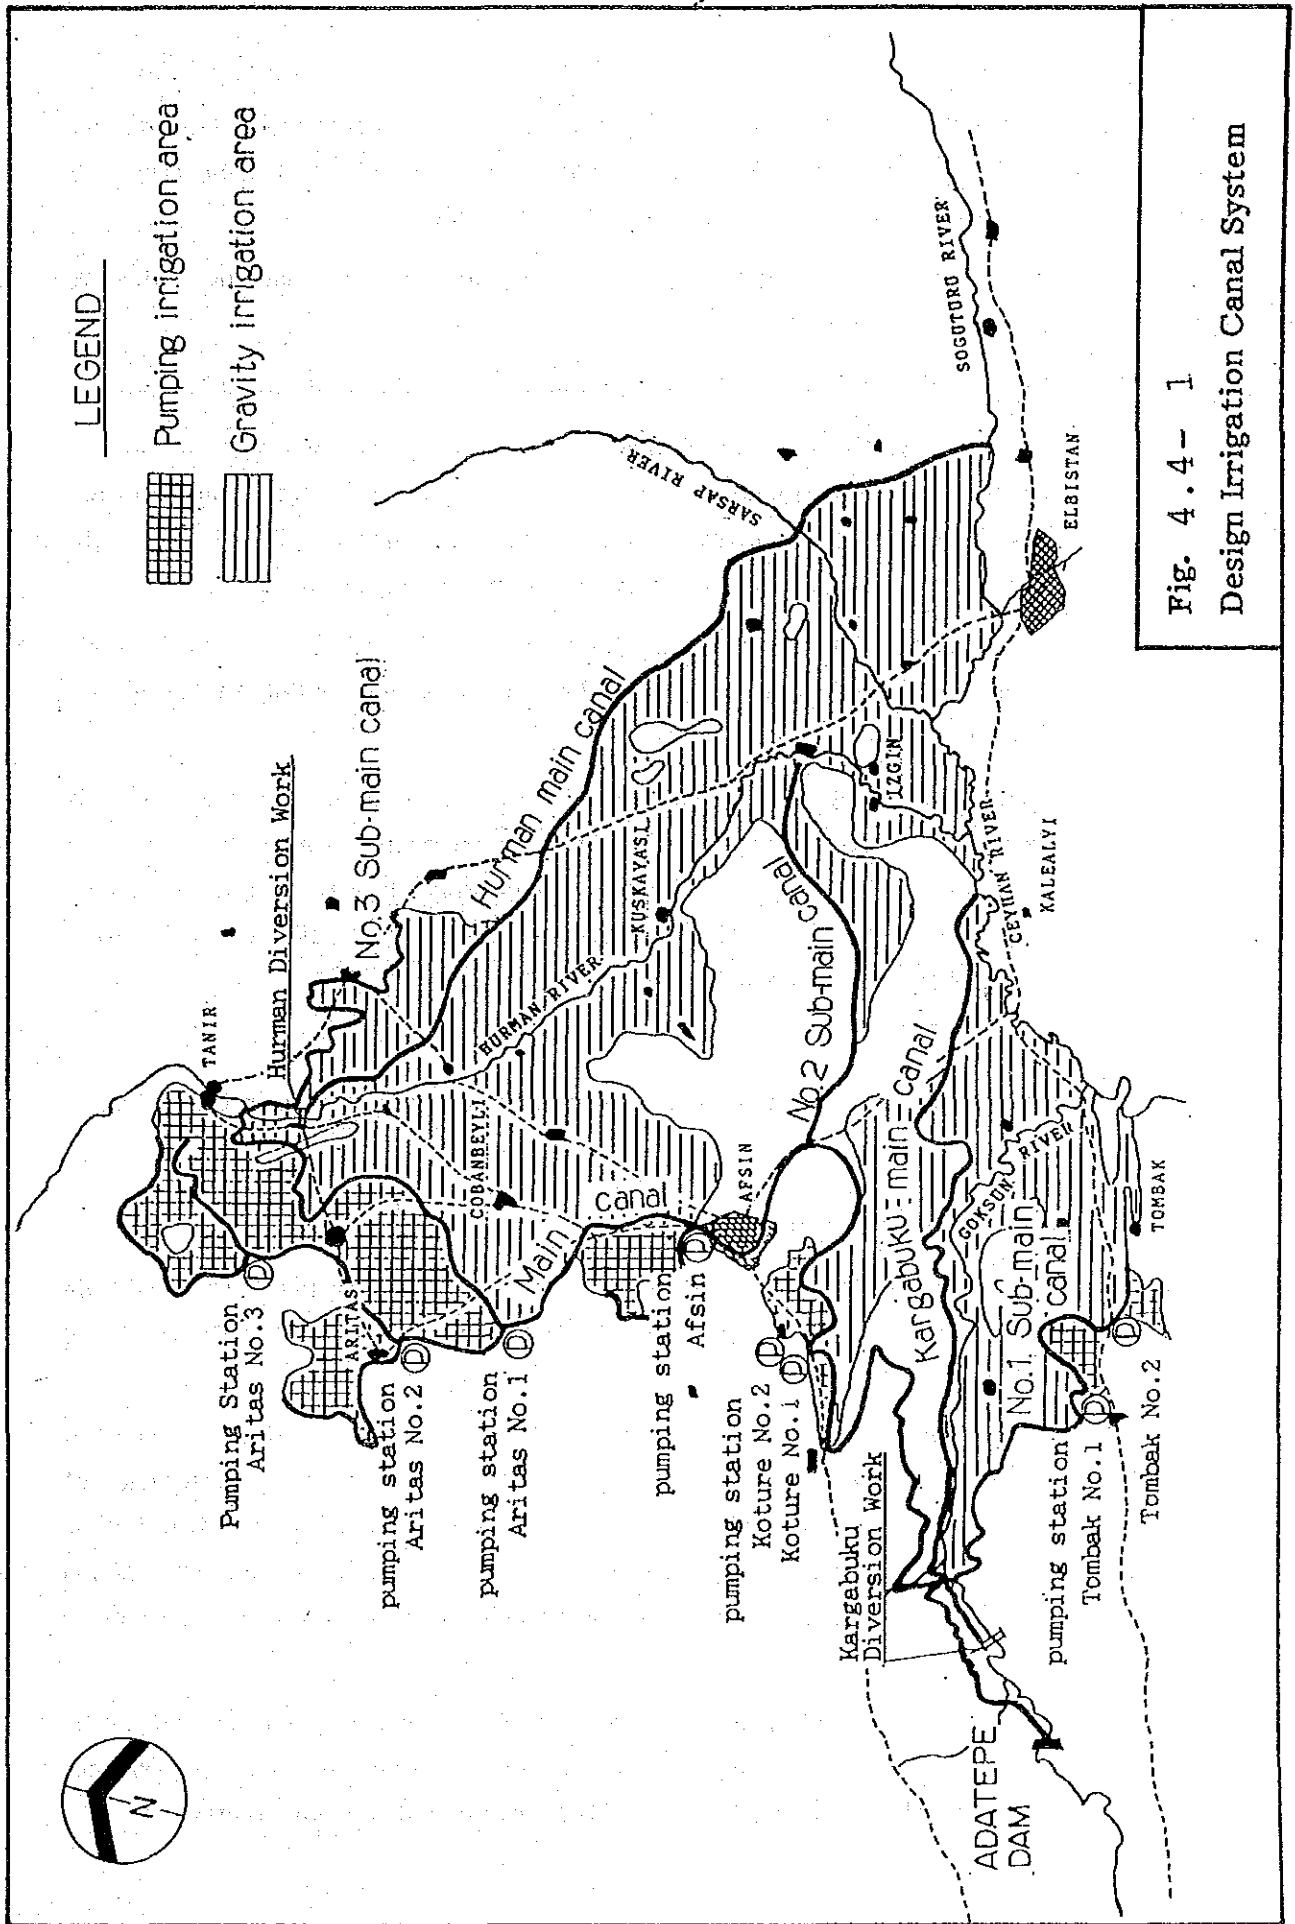 LEGEND
Pumping irrigation area
Gravity irrigation area
N
TANIR
Hurman Diversion Work
No.3 Sub-main canal
Hurman main canal
SARSAP RIVER
SOGUTURU RIVER
Pumping Station
Aritas No.3
ARITAS
pumping station
Aritas No.2
pumping station
Aritas No.1
COBANBEYLI
HURMAN RIVER
KUSKAYASI
Main canal
pumping station
Afsin
AFSIN
No.2 Sub-main canal
IZGIN
ELBISTAN
pumping station
Koture No.2
Koture No.1
Kargabuku-main canal
CEYHAN RIVER
KALEALYI
Kargabuku
Diversion Work
No.1 Sub-main
canal
GOKSUN RIVER
TOMBAK
pumping station
Tombak No.1
Tombak No.2
ADATEPE
DAM
Fig. 4.4- 1
Design Irrigation Canal System